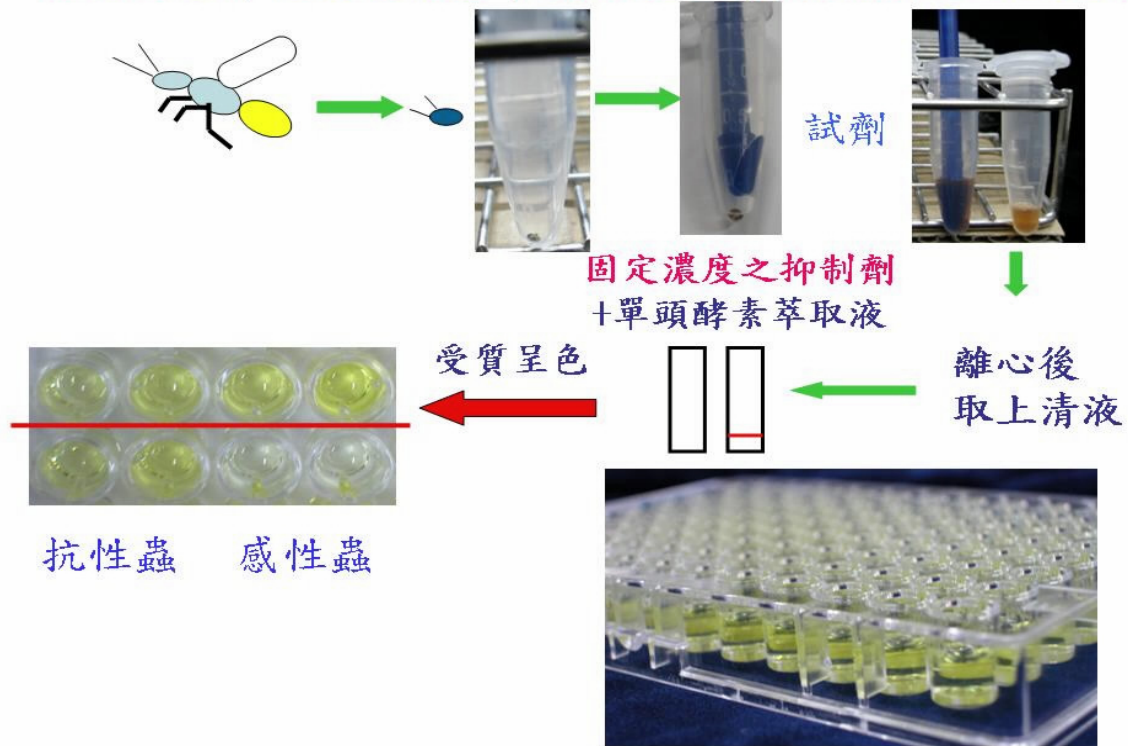 試劑
固定濃度之抑制劑
+單頭酵素萃取液
離心後
取上清液
受質呈色
抗性蟲
感性蟲